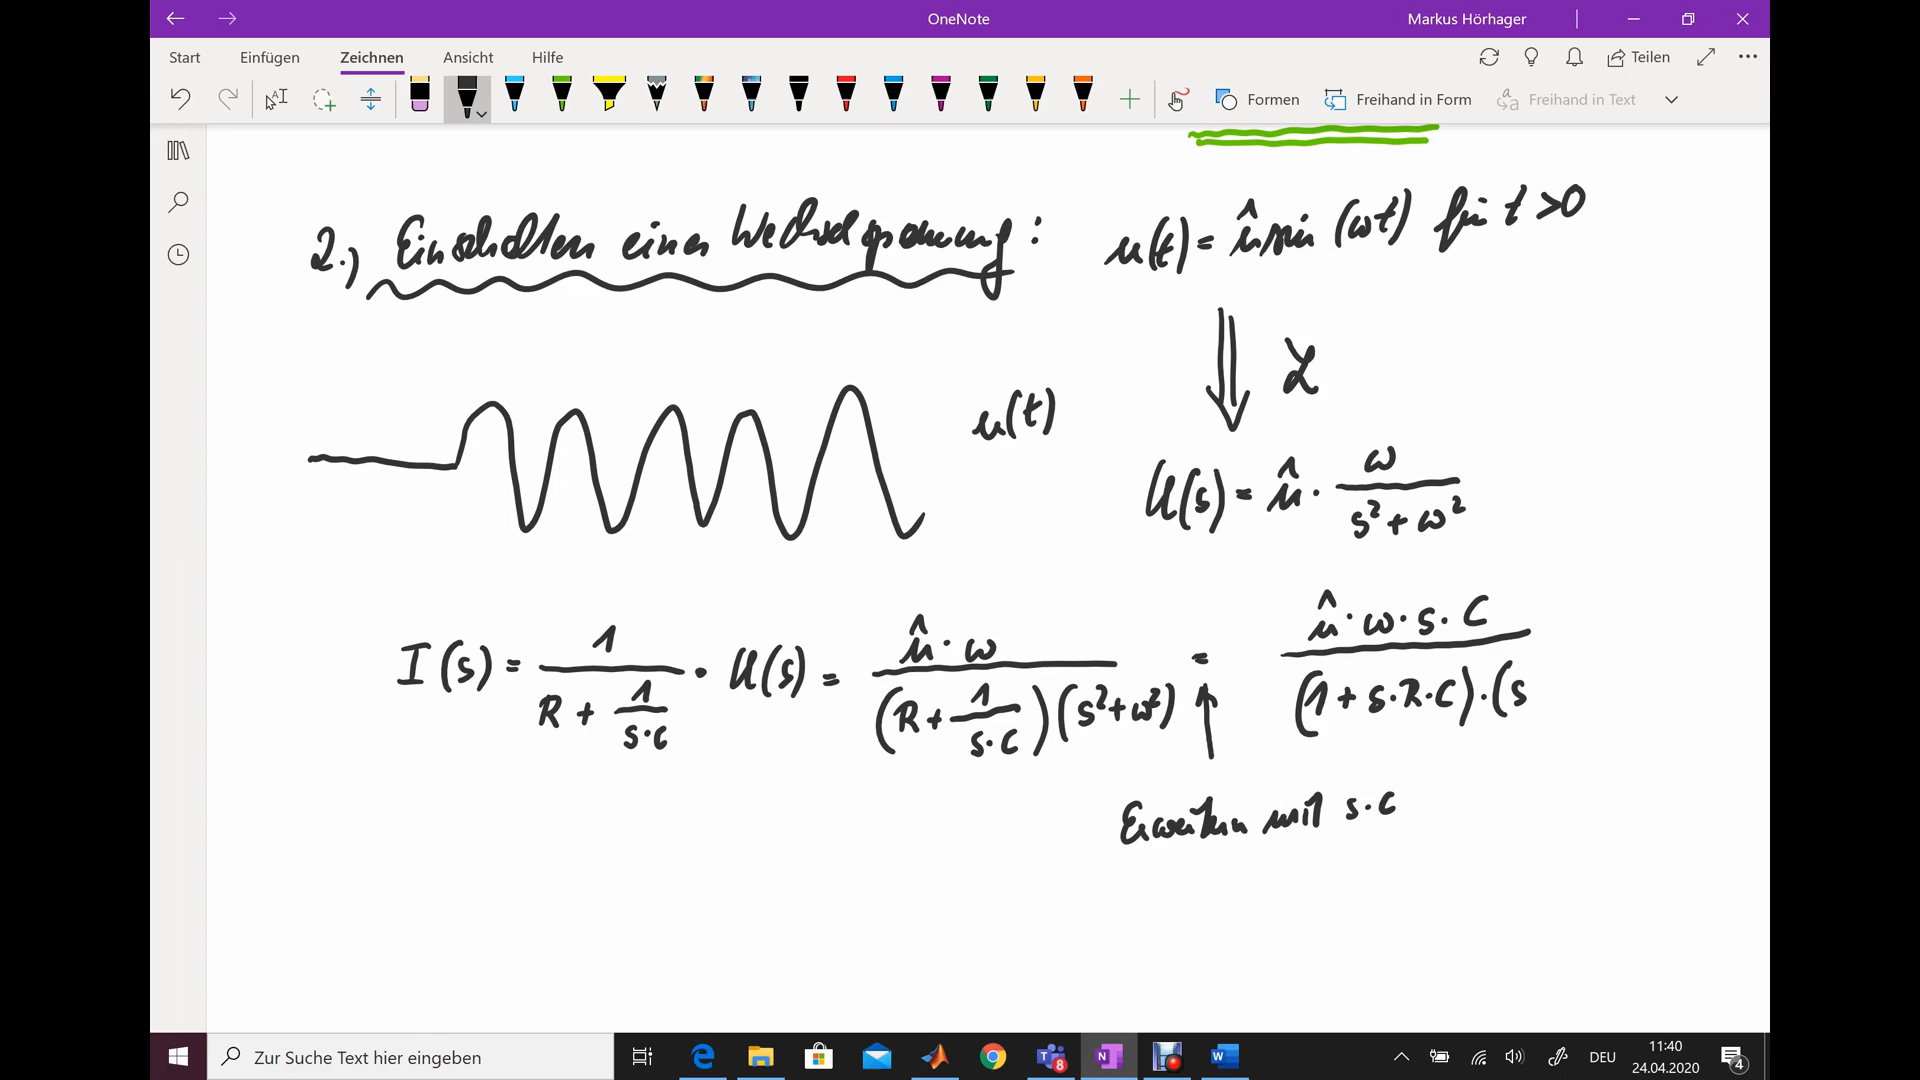 OneNote
Markus Hörhager
Start Einfügen Zeichnen Ansicht Hilfe
Teilen
Formen Freihand in Form Freihand in Text
2.) Einschalten einer Wechselspannung:
u(t) = û sin (ωt) für t > 0
ℒ
u(t)
U(s) = û · ω / (s² + ω²)
I(s) = 1 / (R + 1/(s·C)) · U(s) = û · ω / ((R + 1/(s·C)) (s² + ω²)) = û · ω · s · C / ((1 + s·R·C) · (s
Erweitern mit s·C
Zur Suche Text hier eingeben
8
DEU
11:40
24.04.2020
4